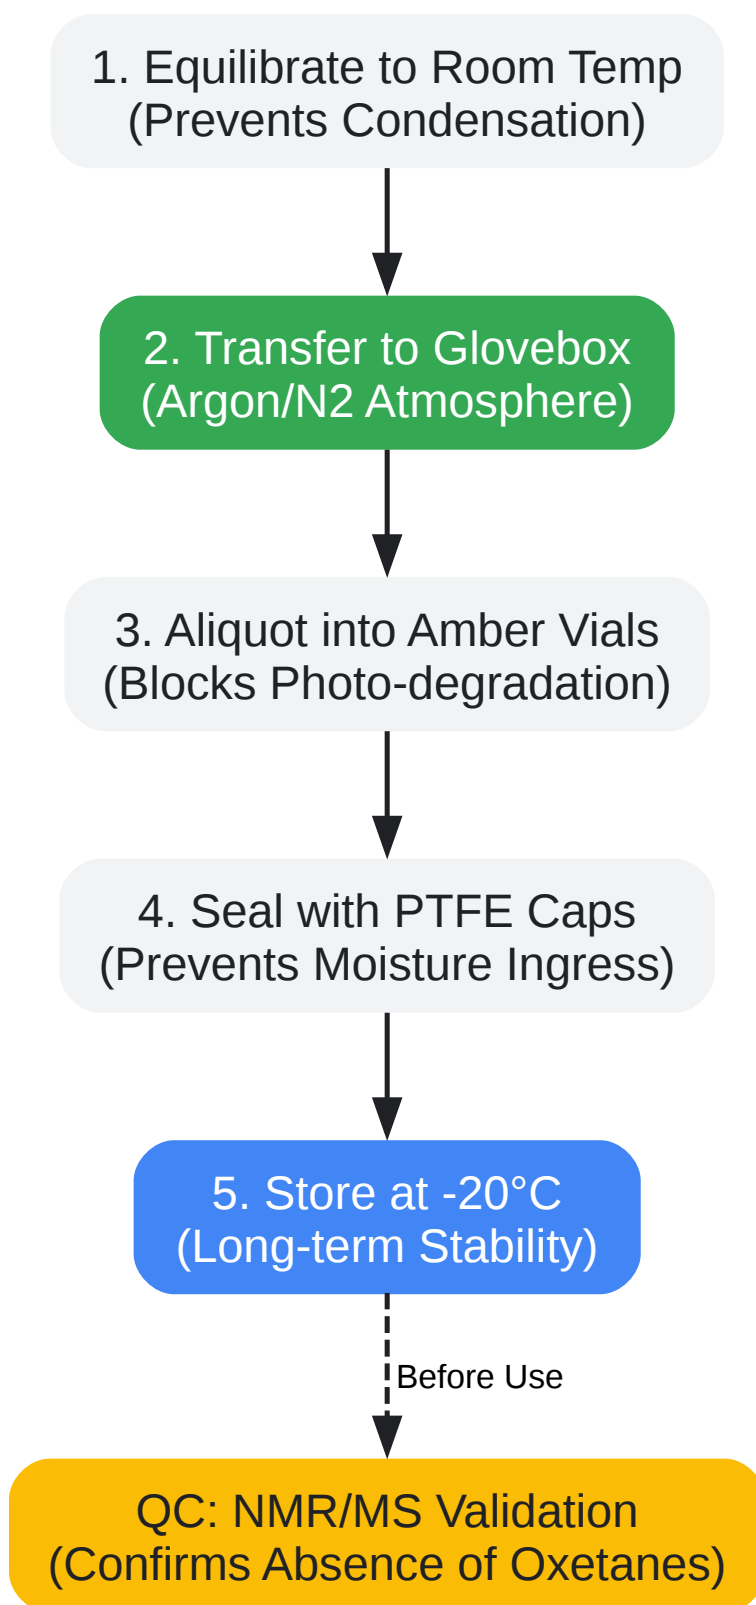 1. Equilibrate to Room Temp
(Prevents Condensation)
2. Transfer to Glovebox
(Argon/N2 Atmosphere)
3. Aliquot into Amber Vials
(Blocks Photo-degradation)
4. Seal with PTFE Caps
(Prevents Moisture Ingress)
5. Store at -20°C
(Long-term Stability)
Before Use
QC: NMR/MS Validation
(Confirms Absence of Oxetanes)